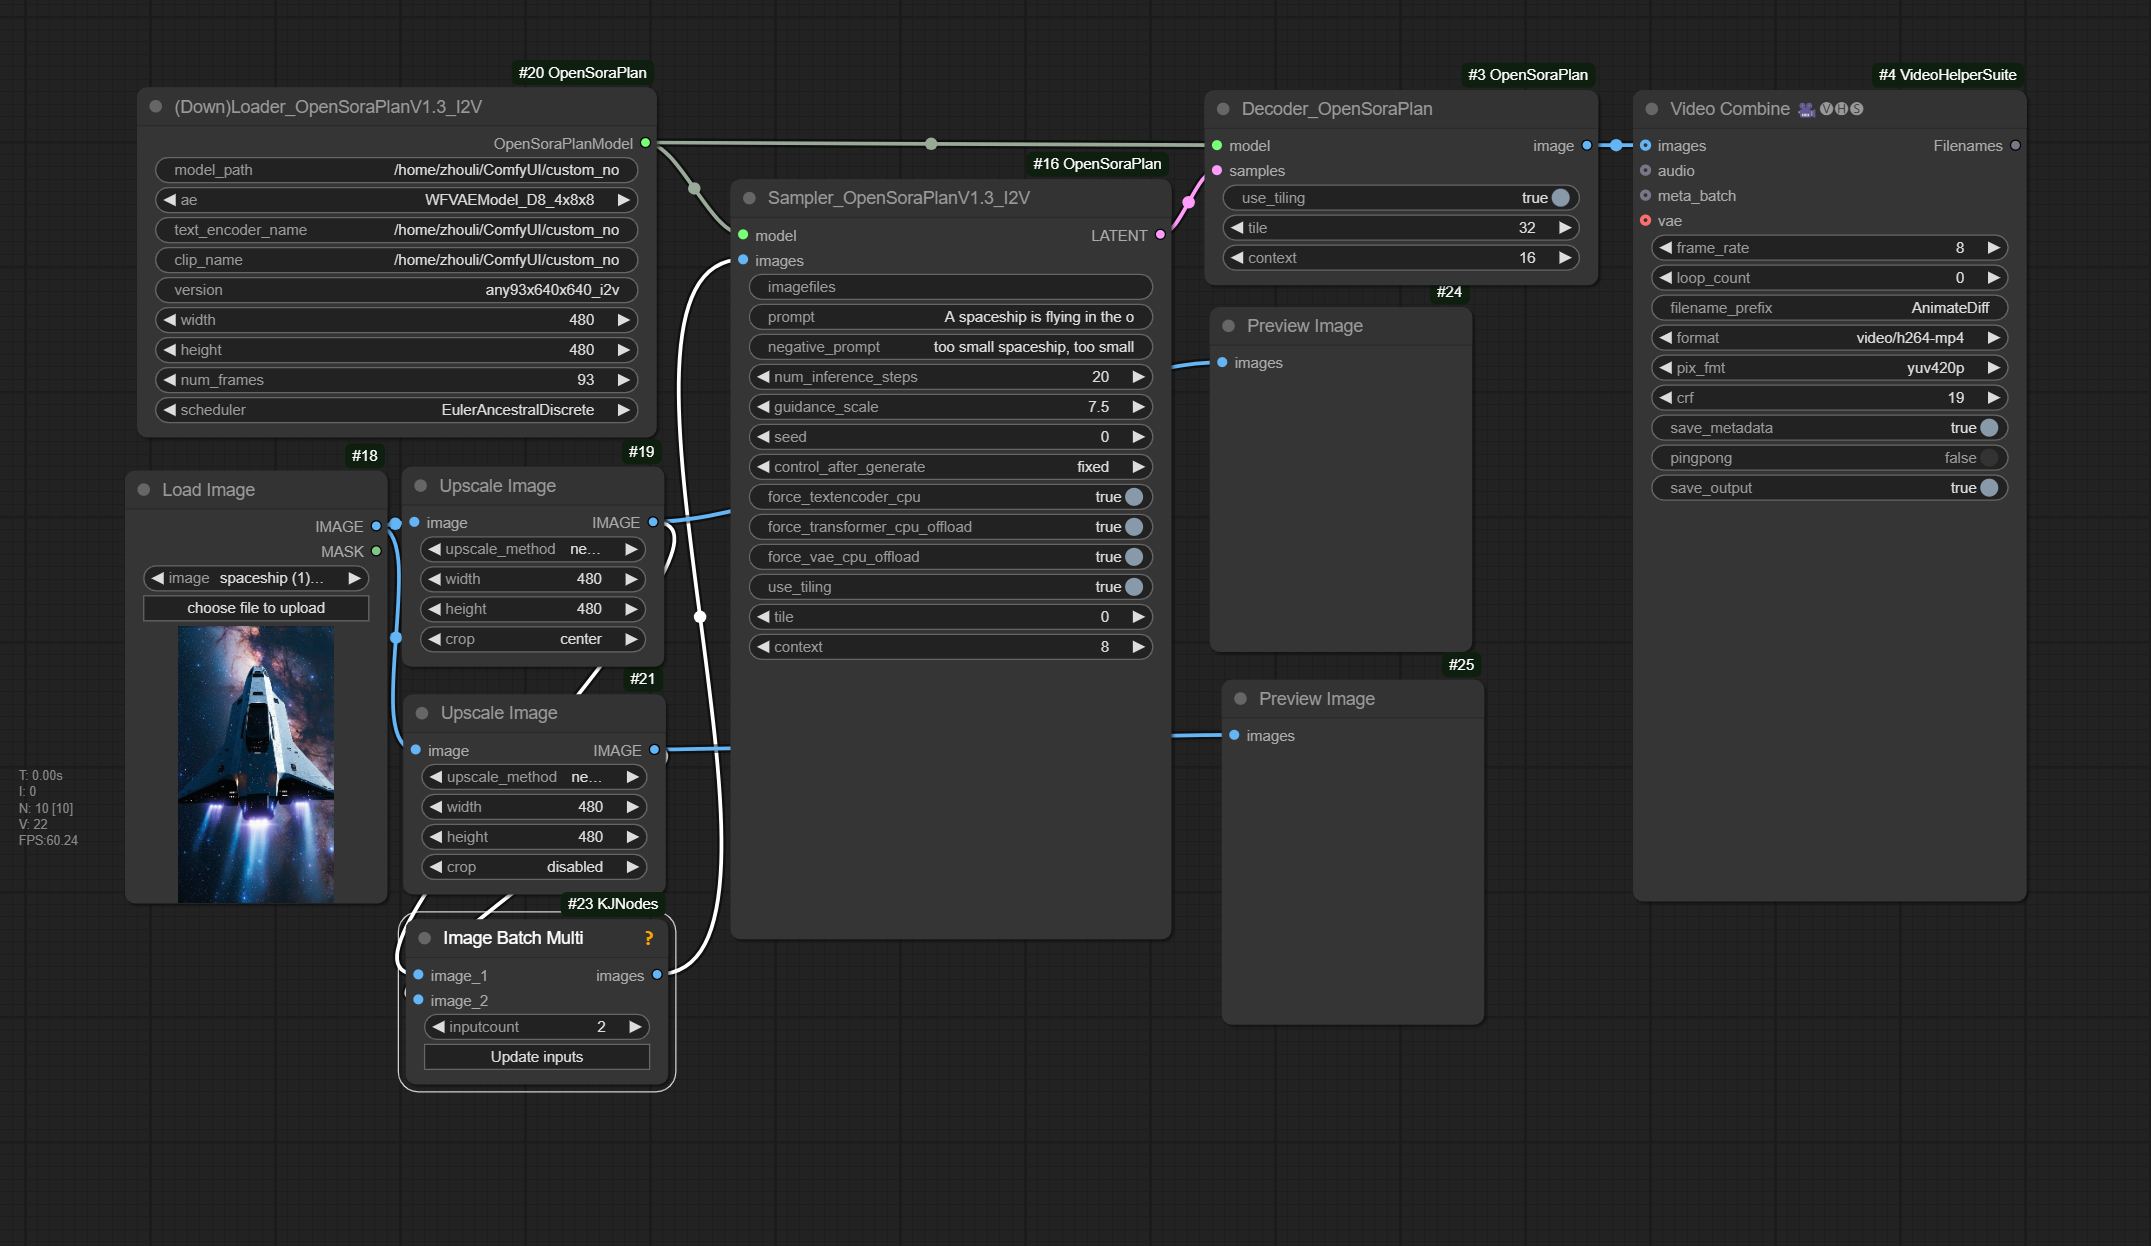 #20 OpenSoraPlan
(Down)Loader_OpenSoraPlanV1.3_I2V
OpenSoraPlanModel
model_path /home/zhouli/ComfyUI/custom_no
ae WFVAEModel_D8_4x8x8
text_encoder_name /home/zhouli/ComfyUI/custom_no
clip_name /home/zhouli/ComfyUI/custom_no
version any93x640x640_i2v
width 480
height 480
num_frames 93
scheduler EulerAncestralDiscrete
#18
Load Image
IMAGE
MASK
image spaceship (1)...
choose file to upload
#19
Upscale Image
image IMAGE
upscale_method ne...
width 480
height 480
crop center
#21
Upscale Image
image IMAGE
upscale_method ne...
width 480
height 480
crop disabled
#23 KJNodes
Image Batch Multi ?
image_1 images
image_2
inputcount 2
Update inputs
T: 0.00s
I: 0
N: 10 [10]
V: 22
FPS:60.24
#16 OpenSoraPlan
Sampler_OpenSoraPlanV1.3_I2V
model LATENT
images
imagefiles
prompt A spaceship is flying in the o
negative_prompt too small spaceship, too small
num_inference_steps 20
guidance_scale 7.5
seed 0
control_after_generate fixed
force_textencoder_cpu true
force_transformer_cpu_offload true
force_vae_cpu_offload true
use_tiling true
tile 0
context 8
#3 OpenSoraPlan
Decoder_OpenSoraPlan
model image
samples
use_tiling true
tile 32
context 16
#24
Preview Image
images
#25
Preview Image
images
#4 VideoHelperSuite
Video Combine 🎥🅥🅗🅢
images Filenames
audio
meta_batch
vae
frame_rate 8
loop_count 0
filename_prefix AnimateDiff
format video/h264-mp4
pix_fmt yuv420p
crf 19
save_metadata true
pingpong false
save_output true